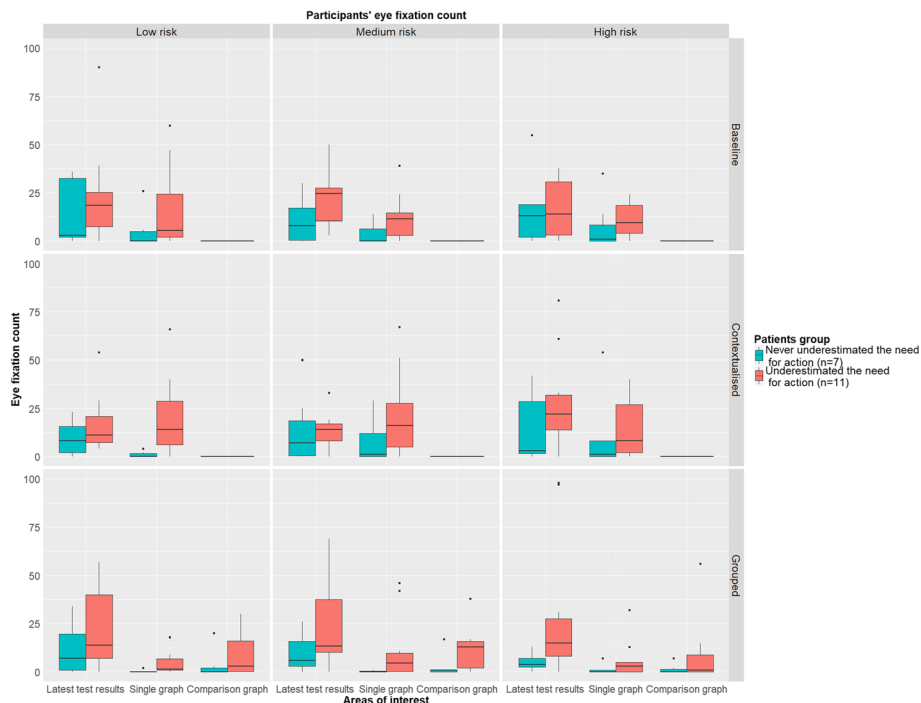 Participants' eye fixation count
Low risk
Medium risk
High risk
100
75
50
25
0
Baseline
100
75
50
25
0
Contextualised
100
75
50
25
0
Grouped
Eye fixation count
Latest test results Single graph Comparison graph
Latest test results Single graph Comparison graph
Latest test results Single graph Comparison graph
Areas of interest
Patients group
Never underestimated the need
for action (n=7)
Underestimated the need
for action (n=11)